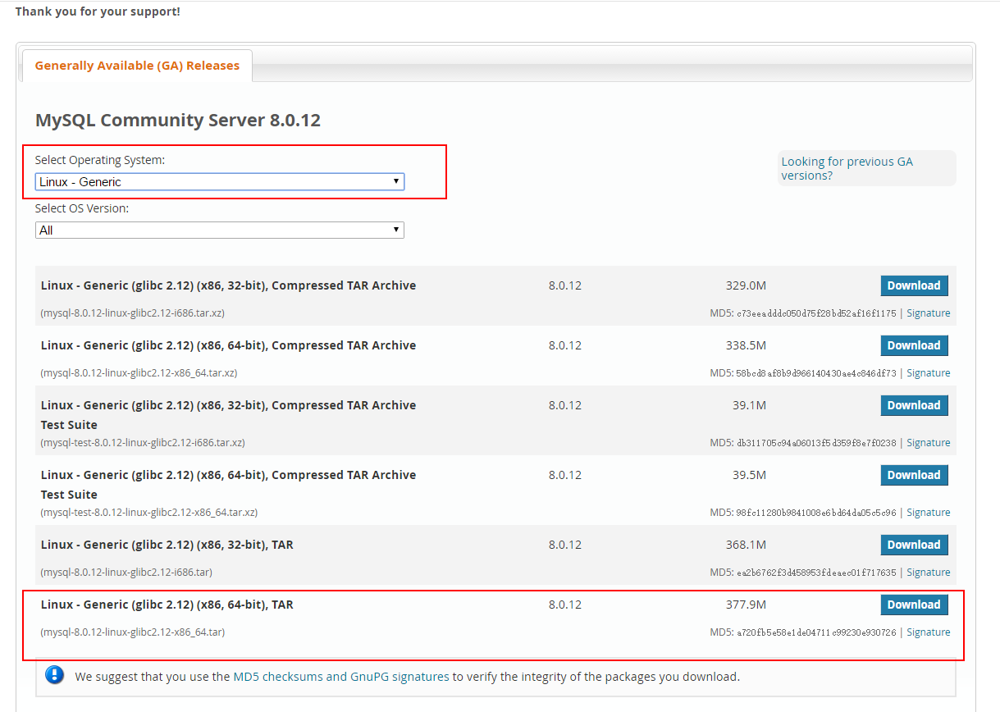 Thank you for your support!
Generally Available (GA) Releases
MySQL Community Server 8.0.12
Select Operating System:
Linux - Generic
Looking for previous GA
versions?
Select OS Version:
All
Linux - Generic (glibc 2.12) (x86, 32-bit), Compressed TAR Archive 8.0.12 329.0M Download
(mysql-8.0.12-linux-glibc2.12-i686.tar.xz) MD5: c73eeadddc050d75f28bd52af16f1175 | Signature
Linux - Generic (glibc 2.12) (x86, 64-bit), Compressed TAR Archive 8.0.12 338.5M Download
(mysql-8.0.12-linux-glibc2.12-x86_64.tar.xz) MD5: 58bcd8af8b9d966140430ae4c846df73 | Signature
Linux - Generic (glibc 2.12) (x86, 32-bit), Compressed TAR Archive 8.0.12 39.1M Download
Test Suite
(mysql-test-8.0.12-linux-glibc2.12-i686.tar.xz) MD5: db311705c94a06013f5d359f8e7f0238 | Signature
Linux - Generic (glibc 2.12) (x86, 64-bit), Compressed TAR Archive 8.0.12 39.5M Download
Test Suite
(mysql-test-8.0.12-linux-glibc2.12-x86_64.tar.xz) MD5: 98fc11280b9841008e6bd64da05c5c96 | Signature
Linux - Generic (glibc 2.12) (x86, 32-bit), TAR 8.0.12 368.1M Download
(mysql-8.0.12-linux-glibc2.12-i686.tar) MD5: ea2b6762f3d458953fdeaec01f717635 | Signature
Linux - Generic (glibc 2.12) (x86, 64-bit), TAR 8.0.12 377.9M Download
(mysql-8.0.12-linux-glibc2.12-x86_64.tar) MD5: a720fb5e58e1de04711c99230e930726 | Signature
We suggest that you use the MD5 checksums and GnuPG signatures to verify the integrity of the packages you download.